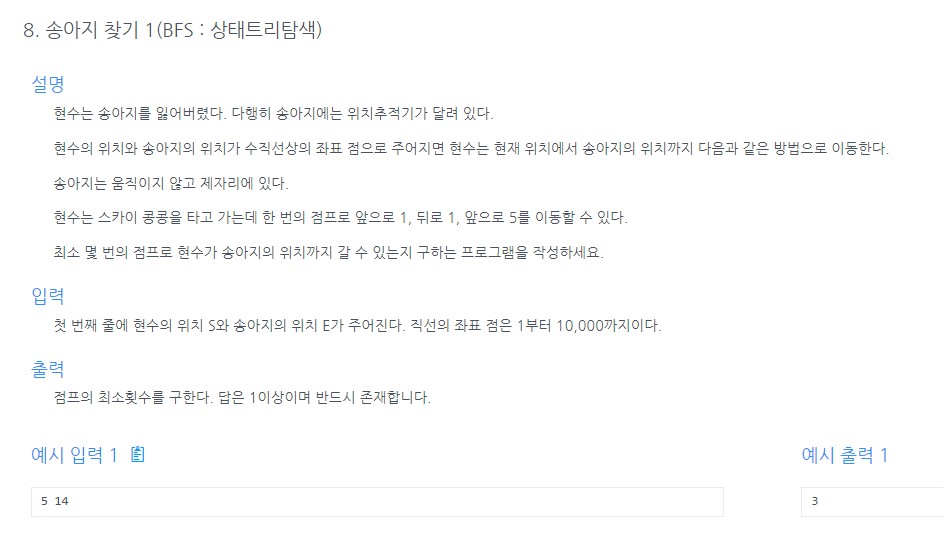 8. 송아지 찾기 1(BFS : 상태트리탐색)
설명
현수는 송아지를 잃어버렸다. 다행히 송아지에는 위치추적기가 달려 있다.
현수의 위치와 송아지의 위치가 수직선상의 좌표 점으로 주어지면 현수는 현재 위치에서 송아지의 위치까지 다음과 같은 방법으로 이동한다.
송아지는 움직이지 않고 제자리에 있다.
현수는 스카이 콩콩을 타고 가는데 한 번의 점프로 앞으로 1, 뒤로 1, 앞으로 5를 이동할 수 있다.
최소 몇 번의 점프로 현수가 송아지의 위치까지 갈 수 있는지 구하는 프로그램을 작성하세요.
입력
첫 번째 줄에 현수의 위치 S와 송아지의 위치 E가 주어진다. 직선의 좌표 점은 1부터 10,000까지이다.
출력
점프의 최소횟수를 구한다. 답은 1이상이며 반드시 존재합니다.
예시 입력 1
예시 출력 1
5 14
3